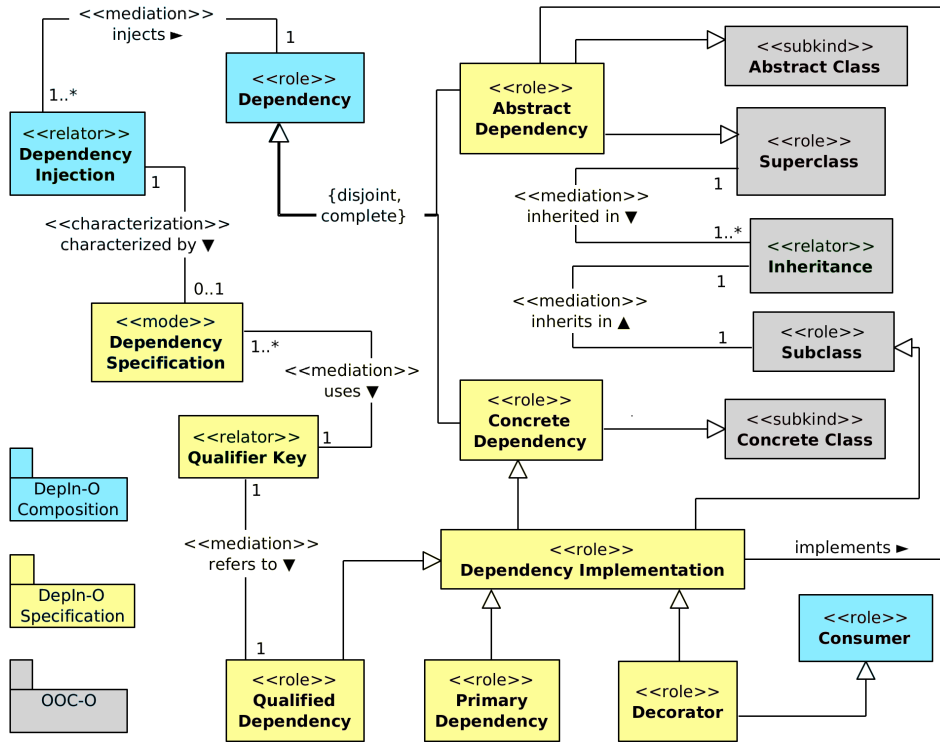 <<mediation>>
injects ►
1
1..*
<<role>>
Dependency
<<relator>>
Dependency
Injection
1
<<characterization>>
characterized by ▼
0..1
<<mode>>
Dependency
Specification
1..*
<<mediation>>
uses ▼
1
<<relator>>
Qualifier Key
1
<<mediation>>
refers to ▼
1
<<role>>
Qualified
Dependency
{disjoint,
complete}
<<role>>
Abstract
Dependency
<<subkind>>
Abstract Class
<<role>>
Superclass
1
<<mediation>>
inherited in ▼
1..*
<<relator>>
Inheritance
1
<<mediation>>
inherits in ▲
1
<<role>>
Subclass
<<role>>
Concrete
Dependency
<<subkind>>
Concrete Class
<<role>>
Dependency Implementation
implements ►
<<role>>
Primary
Dependency
<<role>>
Decorator
<<role>>
Consumer
DepIn-O
Composition
DepIn-O
Specification
OOC-O